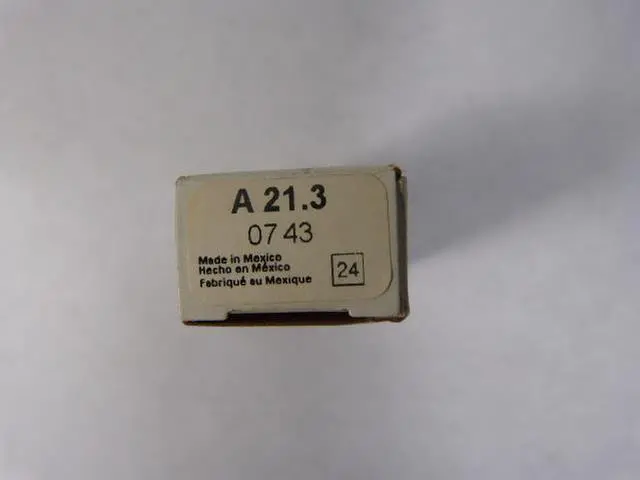 A 21.3
07 43
Made in Mexico
Hecho en México
Fabriqué au Mexique
24